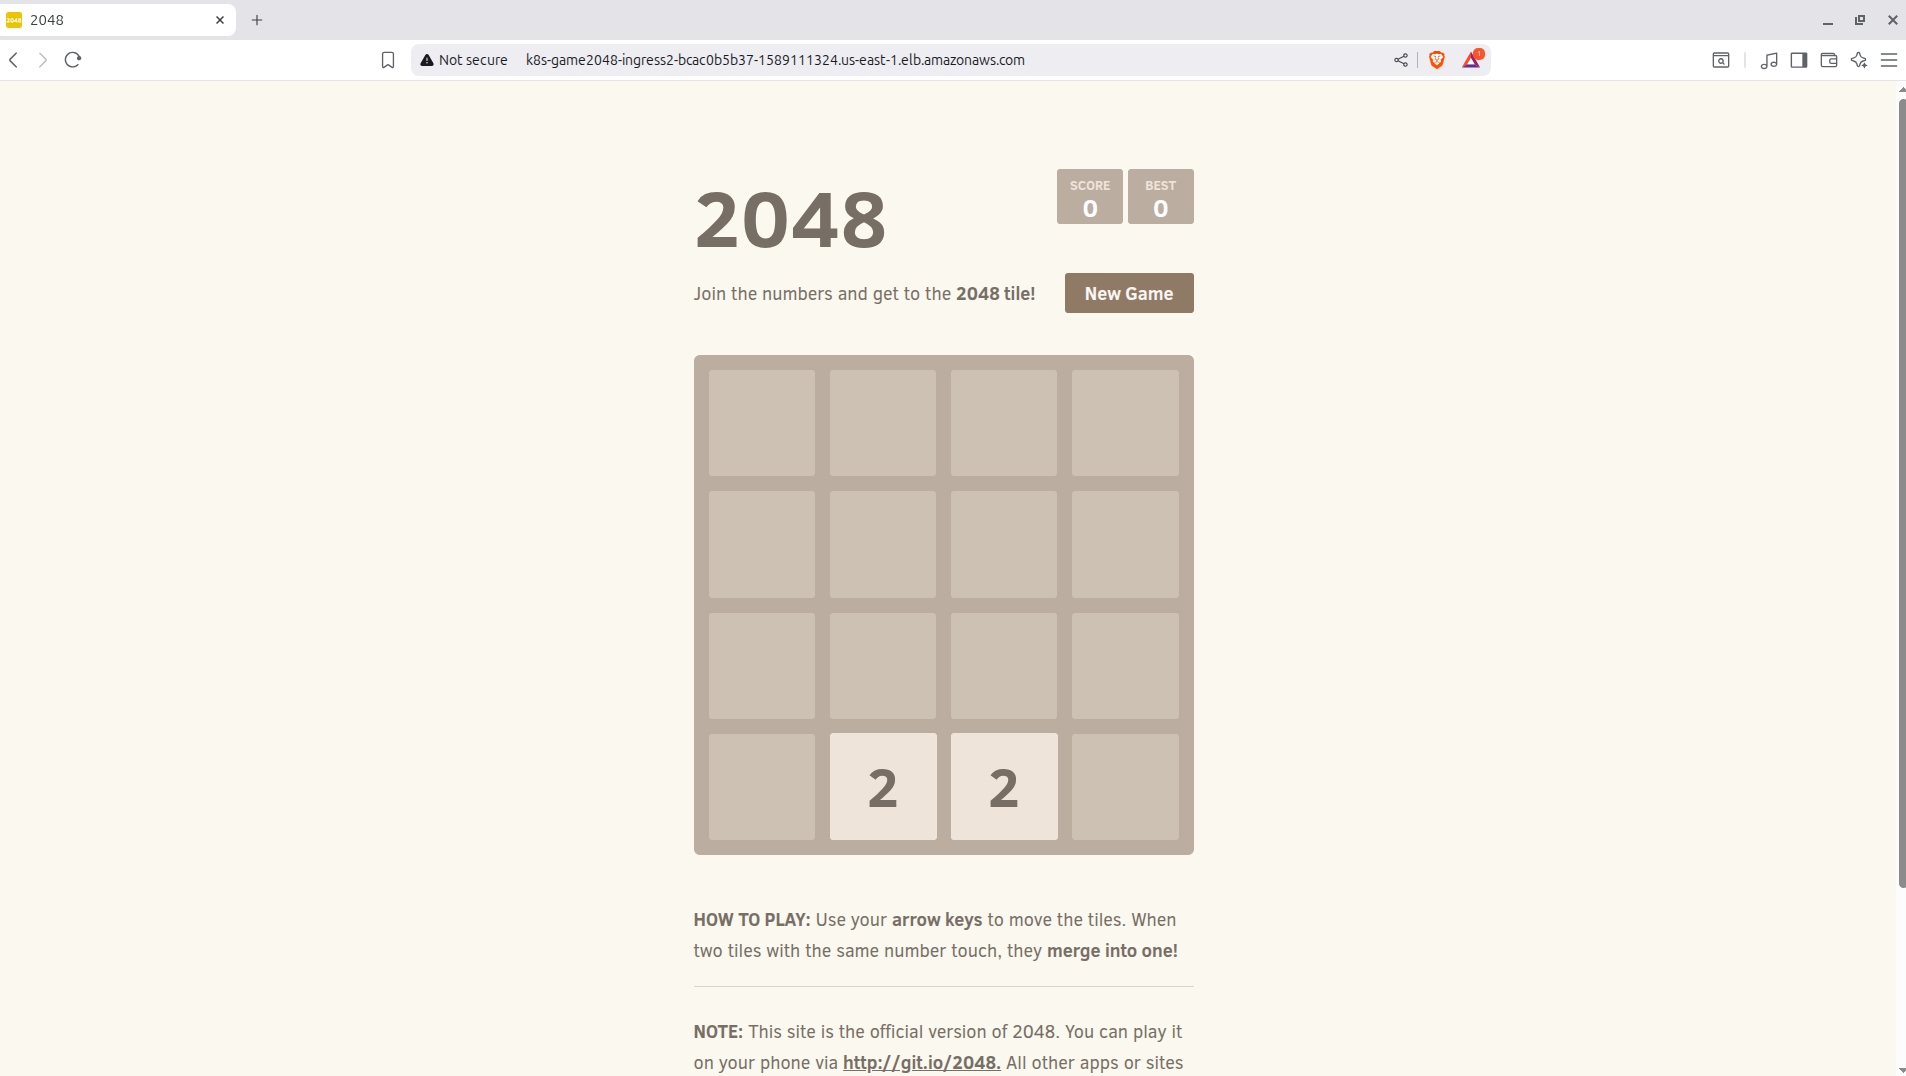 2048
2048
Not secure k8s-game2048-ingress2-bcac0b5b37-1589111324.us-east-1.elb.amazonaws.com
1
2048
SCORE
0
BEST
0
Join the numbers and get to the 2048 tile!
New Game
2 2
HOW TO PLAY: Use your arrow keys to move the tiles. When
two tiles with the same number touch, they merge into one!
NOTE: This site is the official version of 2048. You can play it
on your phone via http://git.io/2048. All other apps or sites